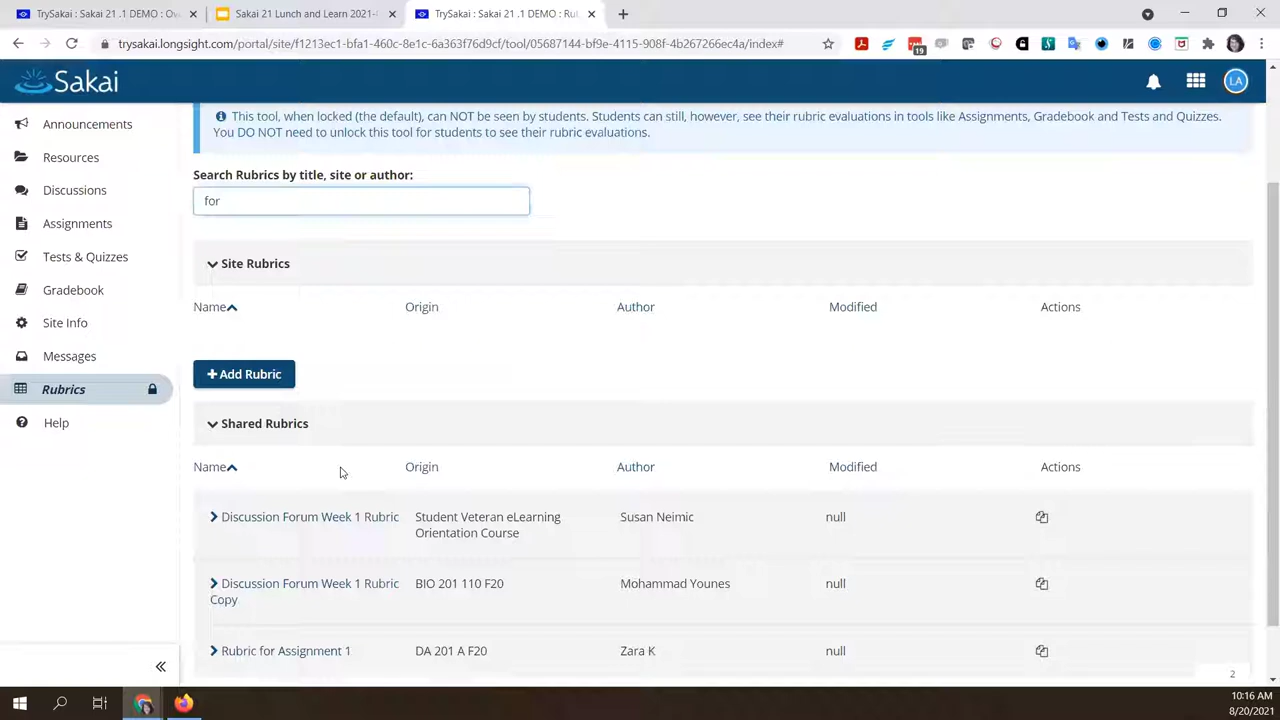 TrySakai : Sakai 21 .1 DEMO : Ov
Sakai 21 Lunch and Learn 2021-
TrySakai : Sakai 21 .1 DEMO : Ru
trysakai.longsight.com/portal/site/f1213ec1-bfa1-460c-8e1c-6a363f7669cf/tool/05687144-b9be-4115-908f-4b267266ec4a/index#
19
Sakai
LA
Announcements
Resources
Discussions
Assignments
Tests & Quizzes
Gradebook
Site Info
Messages
Rubrics
Help
This tool, when locked (the default), can NOT be seen by students. Students can still, however, see their rubric evaluations in tools like Assignments, Gradebook and Tests and Quizzes.
You DO NOT need to unlock this tool for students to see their rubric evaluations.
Search Rubrics by title, site or author:
for
Site Rubrics
Name Origin Author Modified Actions
+ Add Rubric
Shared Rubrics
Name Origin Author Modified Actions
Discussion Forum Week 1 Rubric Student Veteran eLearning Susan Neimic null
Orientation Course
Discussion Forum Week 1 Rubric BIO 201 110 F20 Mohammad Younes null
Copy
Rubric for Assignment 1 DA 201 A F20 Zara K null
2
10:16 AM
8/20/2021